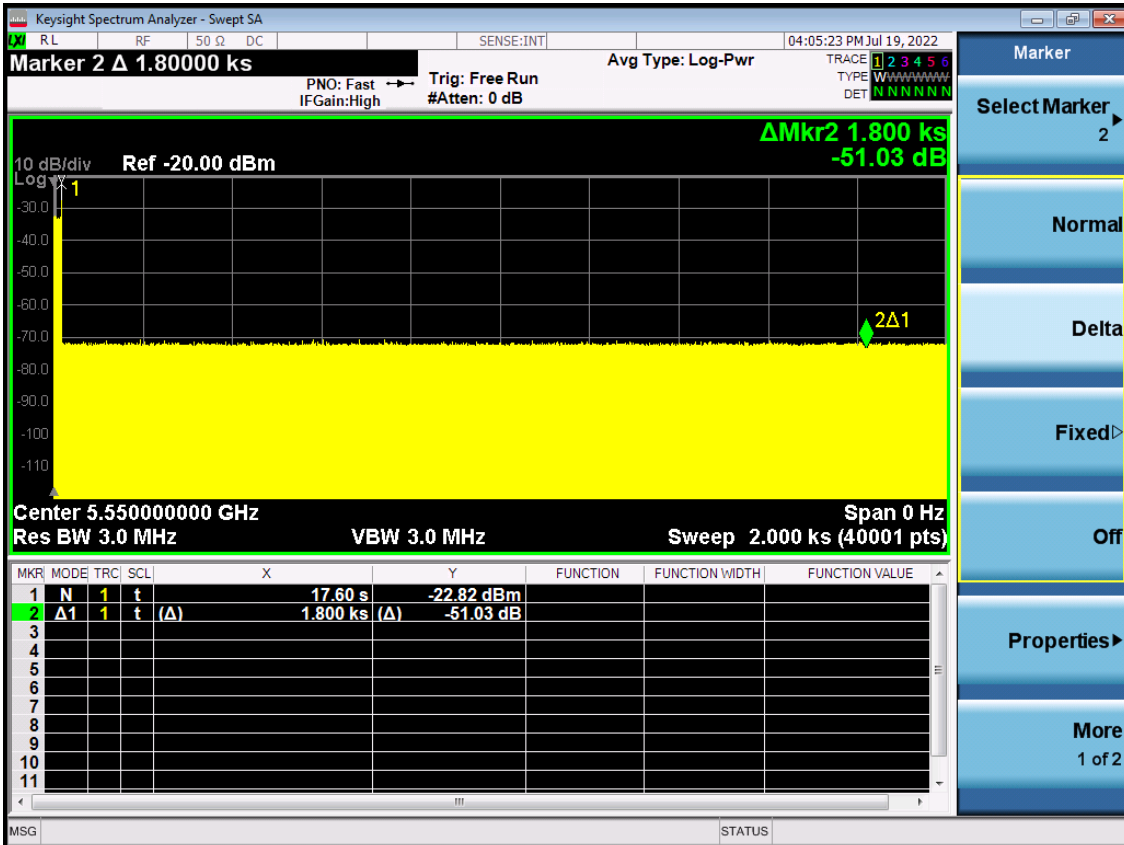 Keysight Spectrum Analyzer - Swept SA
LXI RL RF 50 Ω DC SENSE:INT 04:05:23 PM Jul 19, 2022
Marker 2 Δ 1.80000 ks
PNO: Fast
IFGain:High
Trig: Free Run
#Atten: 0 dB
Avg Type: Log-Pwr
TRACE 1 2 3 4 5 6
TYPE WWWWWWW
DET N N N N N N
ΔMkr2 1.800 ks
-51.03 dB
10 dB/div Ref -20.00 dBm
Log
1
-30.0
-40.0
-50.0
-60.0
2Δ1
-70.0
-80.0
-90.0
-100
-110
Center 5.550000000 GHz Span 0 Hz
Res BW 3.0 MHz VBW 3.0 MHz Sweep 2.000 ks (40001 pts)
MKR MODE TRC SCL X Y FUNCTION FUNCTION WIDTH FUNCTION VALUE
1 N 1 t 17.60 s -22.82 dBm
2 Δ1 1 t (Δ) 1.800 ks (Δ) -51.03 dB
3
4
5
6
7
8
9
10
11
MSG STATUS
Marker
Select Marker
2
Normal
Delta
Fixed
Off
Properties
More
1 of 2